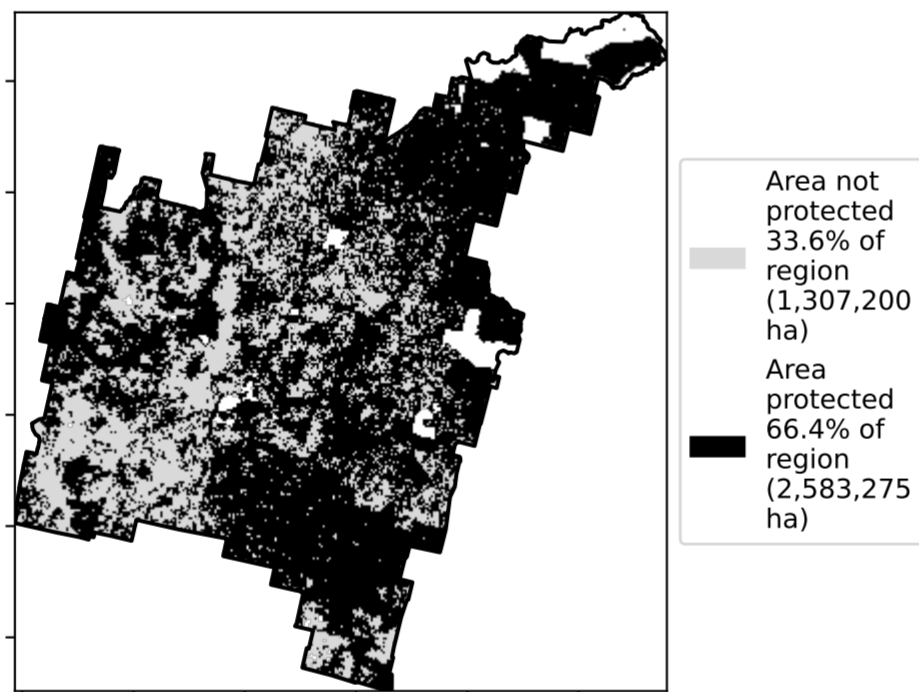 Area not
protected
33.6% of
region
(1,307,200
ha)
Area
protected
66.4% of
region
(2,583,275
ha)